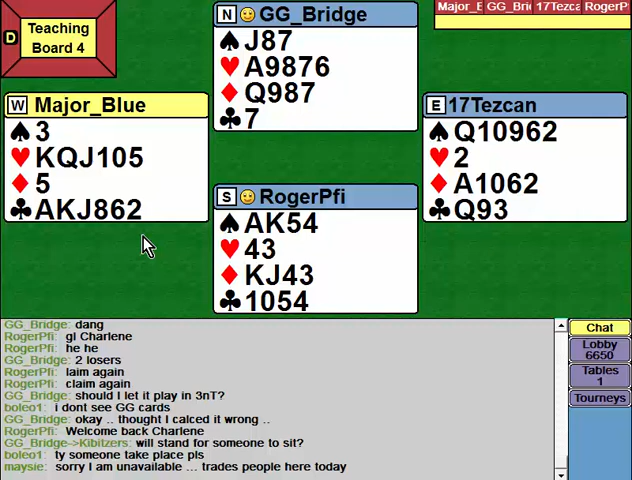 Major_E GG_Bri 17Tezca RogerP
D
Teaching
Board 4
N GG_Bridge
♠ J87
♥ A9876
♦ Q987
♣ 7
W Major_Blue
♠ 3
♥ KQJ105
♦ 5
♣ AKJ862
E 17Tezcan
♠ Q10962
♥ 2
♦ A1062
♣ Q93
S RogerPfi
♠ AK54
♥ 43
♦ KJ43
♣ 1054
GG_Bridge: dang
RogerPfi: gl Charlene
RogerPfi: he he
GG_Bridge: 2 losers
RogerPfi: laim again
RogerPfi: claim again
GG_Bridge: should I let it play in 3nT?
boleo1: i dont see GG cards
GG_Bridge: okay .. thought I calced it wrong ..
RogerPfi: Welcome back Charlene
GG_Bridge->Kibitzers: will stand for someone to sit?
boleo1: ty someone take place pls
maysie: sorry I am unavailable ... trades people here today
Chat
Lobby
6650
Tables
1
Tourneys